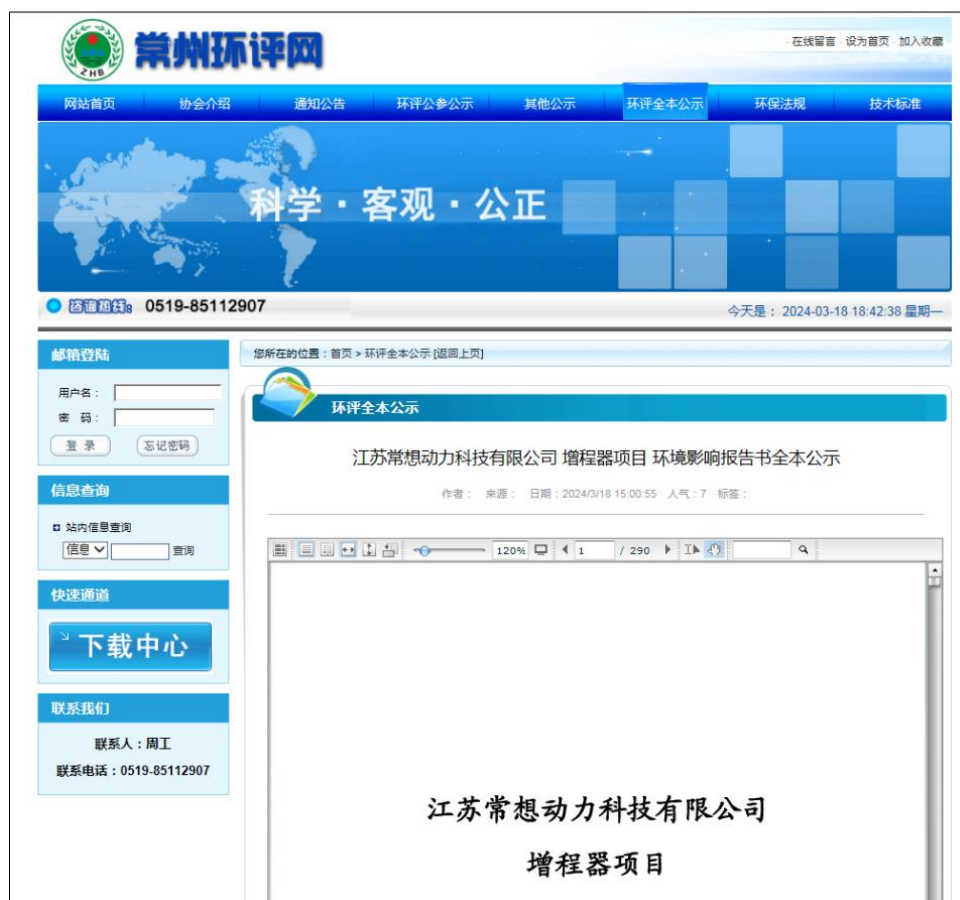 ZHB
常州环评网
在线留言 设为首页 加入收藏
网站首页 协会介绍 通知公告 环评公参公示 其他公示 环评全本公示 环保法规 技术标准
科学·客观·公正
咨询热线: 0519-85112907
今天是： 2024-03-18 18:42:38 星期一
邮箱登陆
用户名：
密 码：
登 录 忘记密码
信息查询
站内信息查询
信息 查询
快速通道
下载中心
联系我们
联系人：周工
联系电话：0519-85112907
您所在的位置：首页 > 环评全本公示 [返回上页]
环评全本公示
江苏常想动力科技有限公司 增程器项目 环境影响报告书全本公示
作者： 来源： 日期：2024/3/18 15:00:55 人气：7 标签：
120% 1 / 290
江苏常想动力科技有限公司
增程器项目